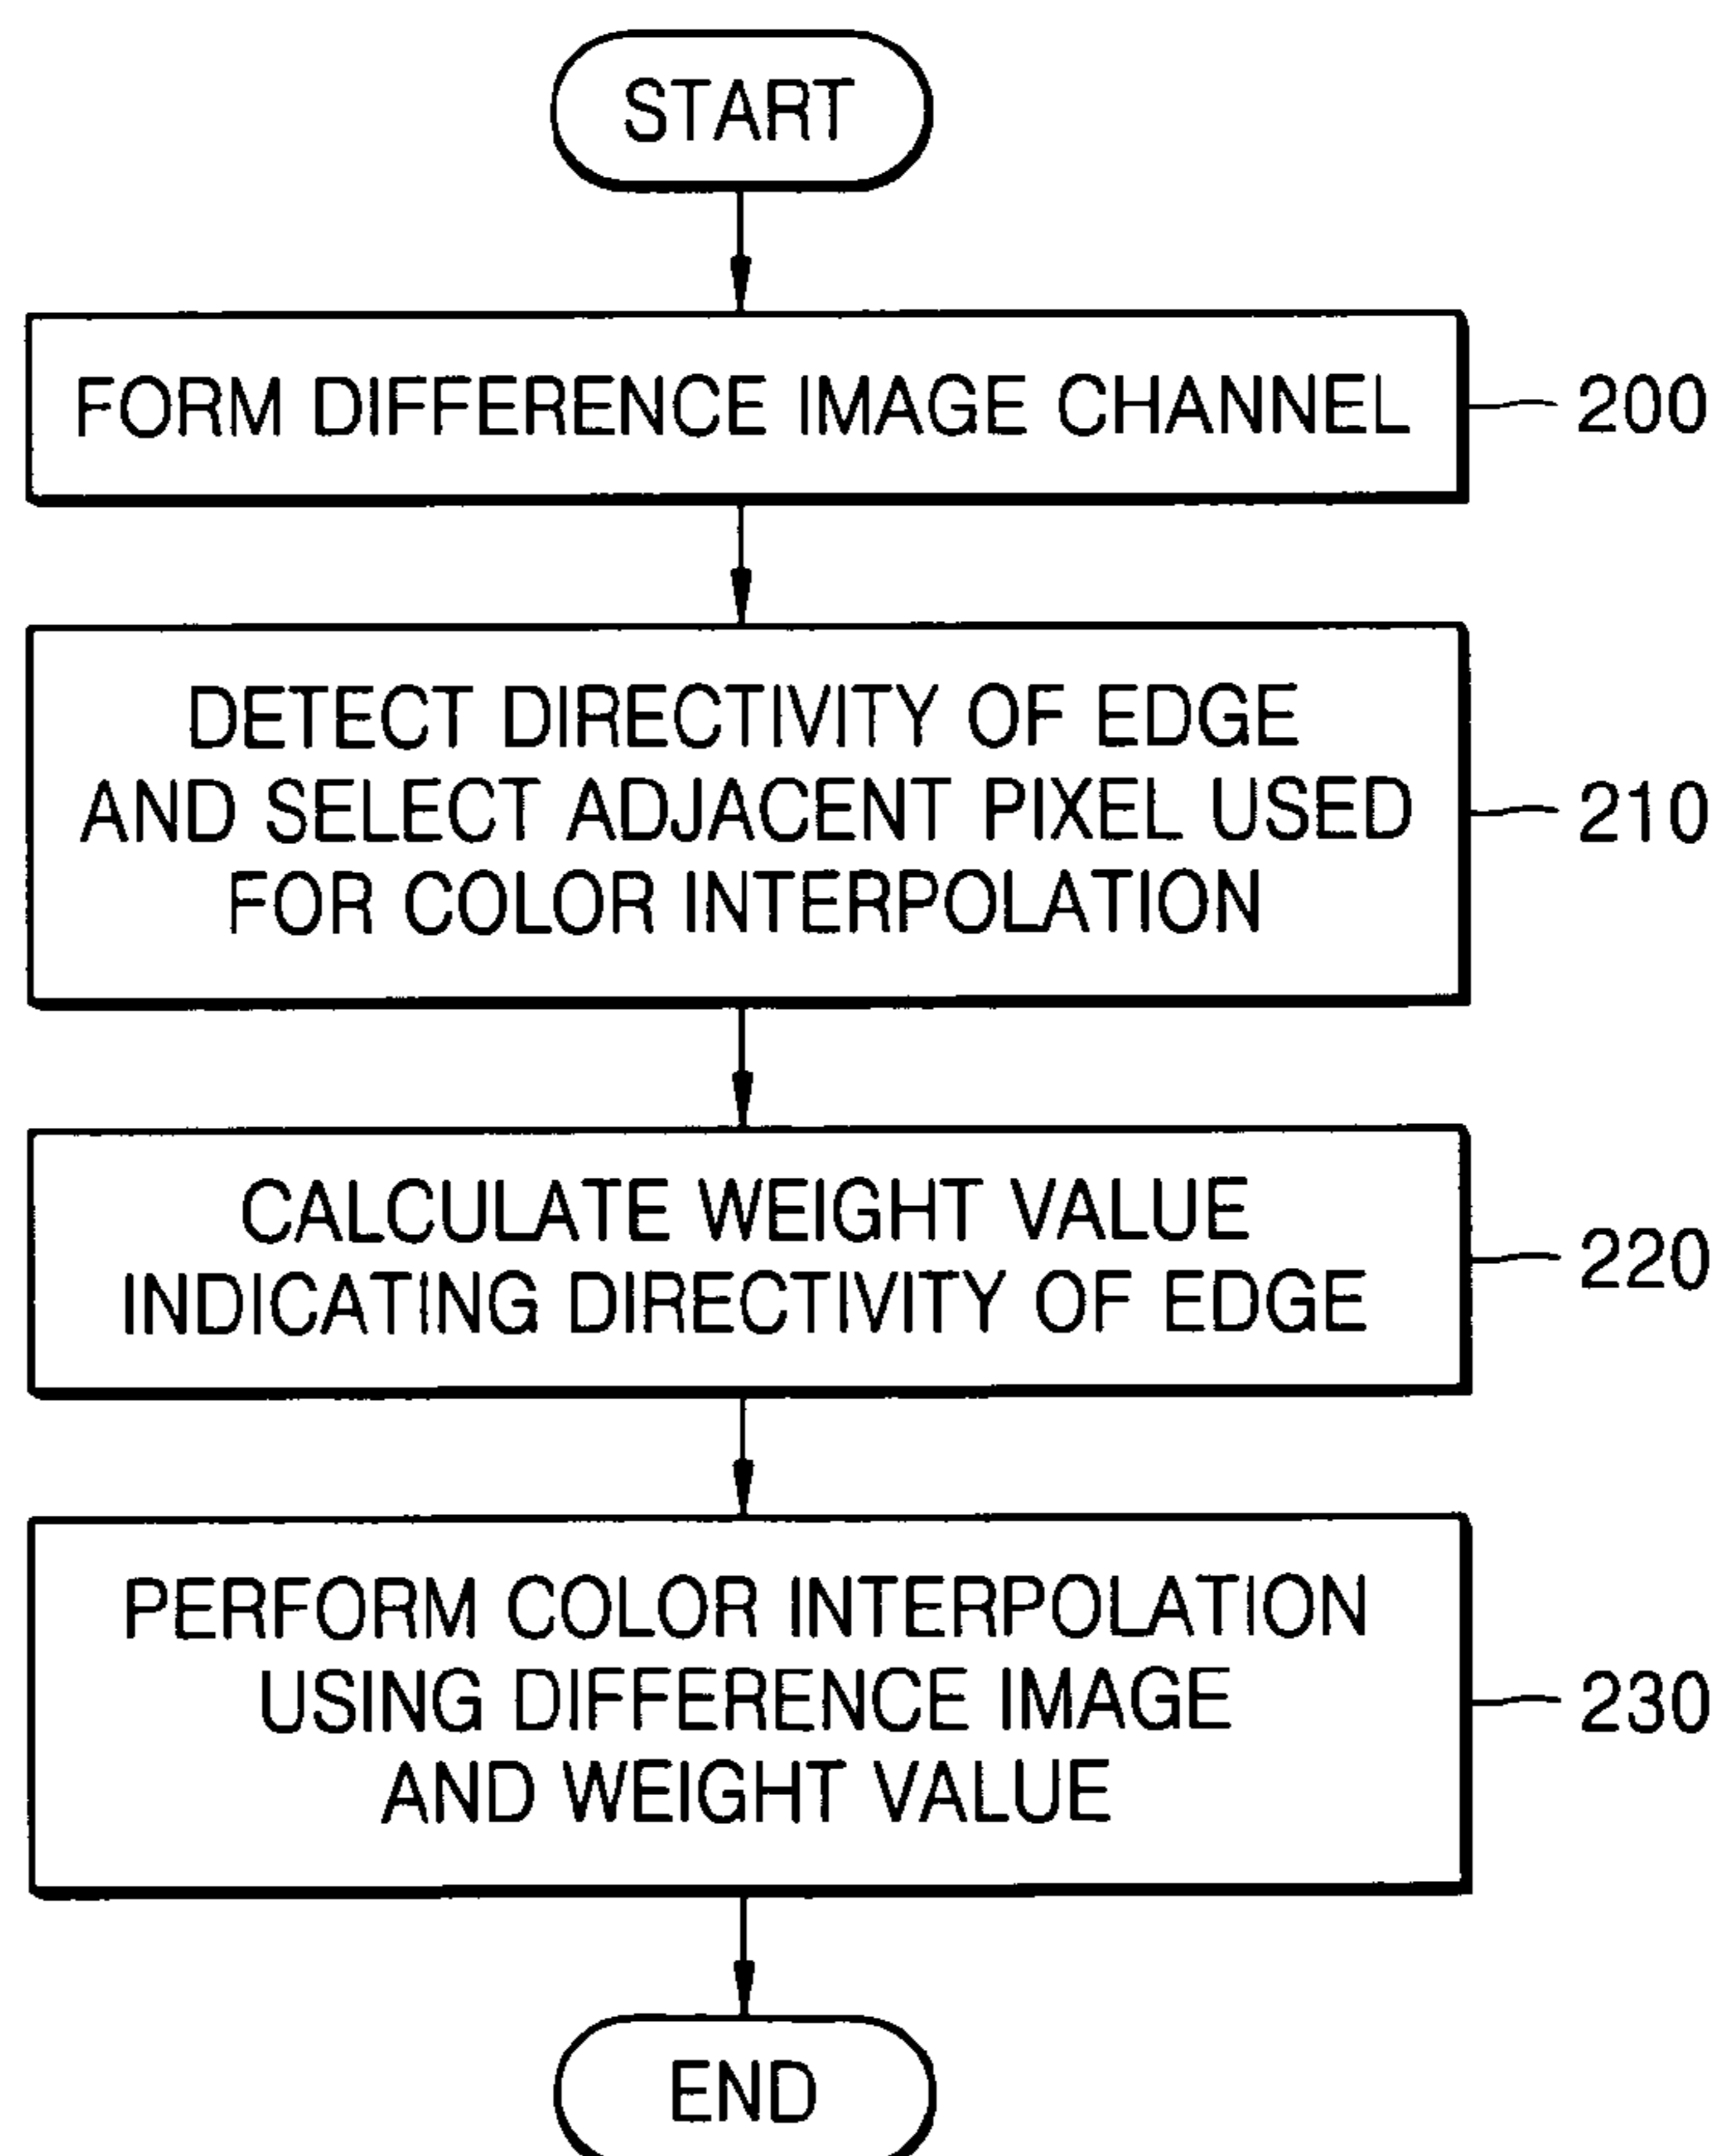 START
FORM DIFFERENCE IMAGE CHANNEL
200
DETECT DIRECTIVITY OF EDGE
AND SELECT ADJACENT PIXEL USED
FOR COLOR INTERPOLATION
210
CALCULATE WEIGHT VALUE
INDICATING DIRECTIVITY OF EDGE
220
PERFORM COLOR INTERPOLATION
USING DIFFERENCE IMAGE
AND WEIGHT VALUE
230
END